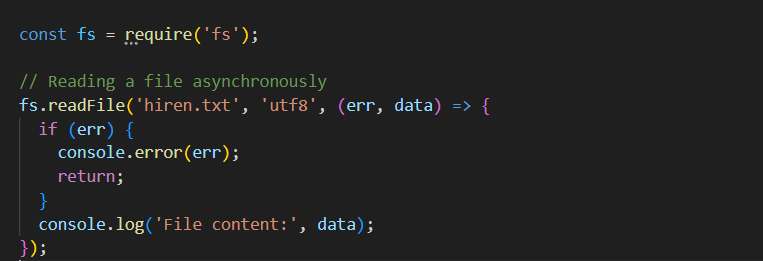 const fs = require('fs');
// Reading a file asynchronously
fs.readFile('hiren.txt', 'utf8', (err, data) => {
  if (err) {
    console.error(err);
    return;
  }
  console.log('File content:', data);
});